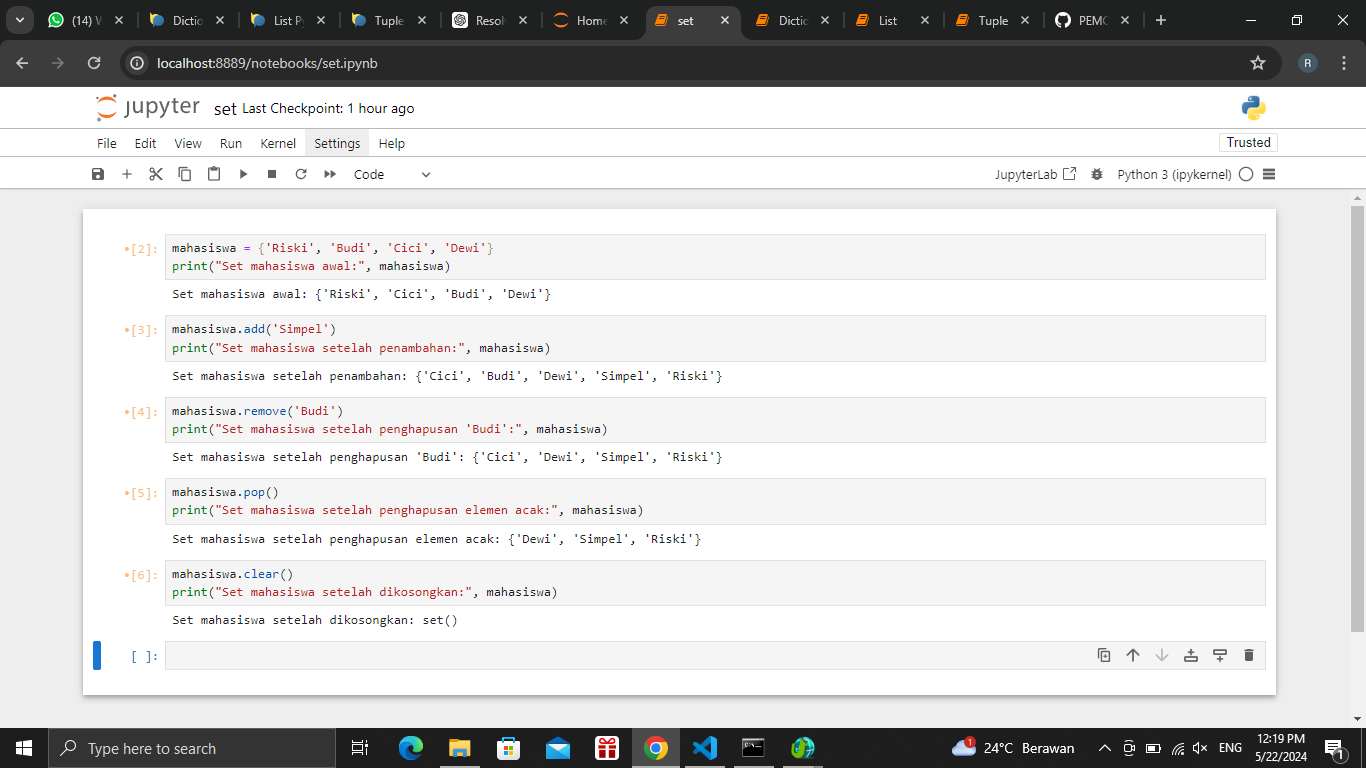 (14) W
Dictio
List Py
Tuple
Resol
Home
set
Dictio
List
Tuple
PEMC
localhost:8889/notebooks/set.ipynb
R
jupyter set Last Checkpoint: 1 hour ago
File Edit View Run Kernel Settings Help
Trusted
Code
JupyterLab
Python 3 (ipykernel)
[2]:
mahasiswa = {'Riski', 'Budi', 'Cici', 'Dewi'}
print("Set mahasiswa awal:", mahasiswa)
Set mahasiswa awal: {'Riski', 'Cici', 'Budi', 'Dewi'}
[3]:
mahasiswa.add('Simpel')
print("Set mahasiswa setelah penambahan:", mahasiswa)
Set mahasiswa setelah penambahan: {'Cici', 'Budi', 'Dewi', 'Simpel', 'Riski'}
[4]:
mahasiswa.remove('Budi')
print("Set mahasiswa setelah penghapusan 'Budi':", mahasiswa)
Set mahasiswa setelah penghapusan 'Budi': {'Cici', 'Dewi', 'Simpel', 'Riski'}
[5]:
mahasiswa.pop()
print("Set mahasiswa setelah penghapusan elemen acak:", mahasiswa)
Set mahasiswa setelah penghapusan elemen acak: {'Dewi', 'Simpel', 'Riski'}
[6]:
mahasiswa.clear()
print("Set mahasiswa setelah dikosongkan:", mahasiswa)
Set mahasiswa setelah dikosongkan: set()
[ ]:
Type here to search
1
24°C Berawan
ENG
12:19 PM
5/22/2024
1